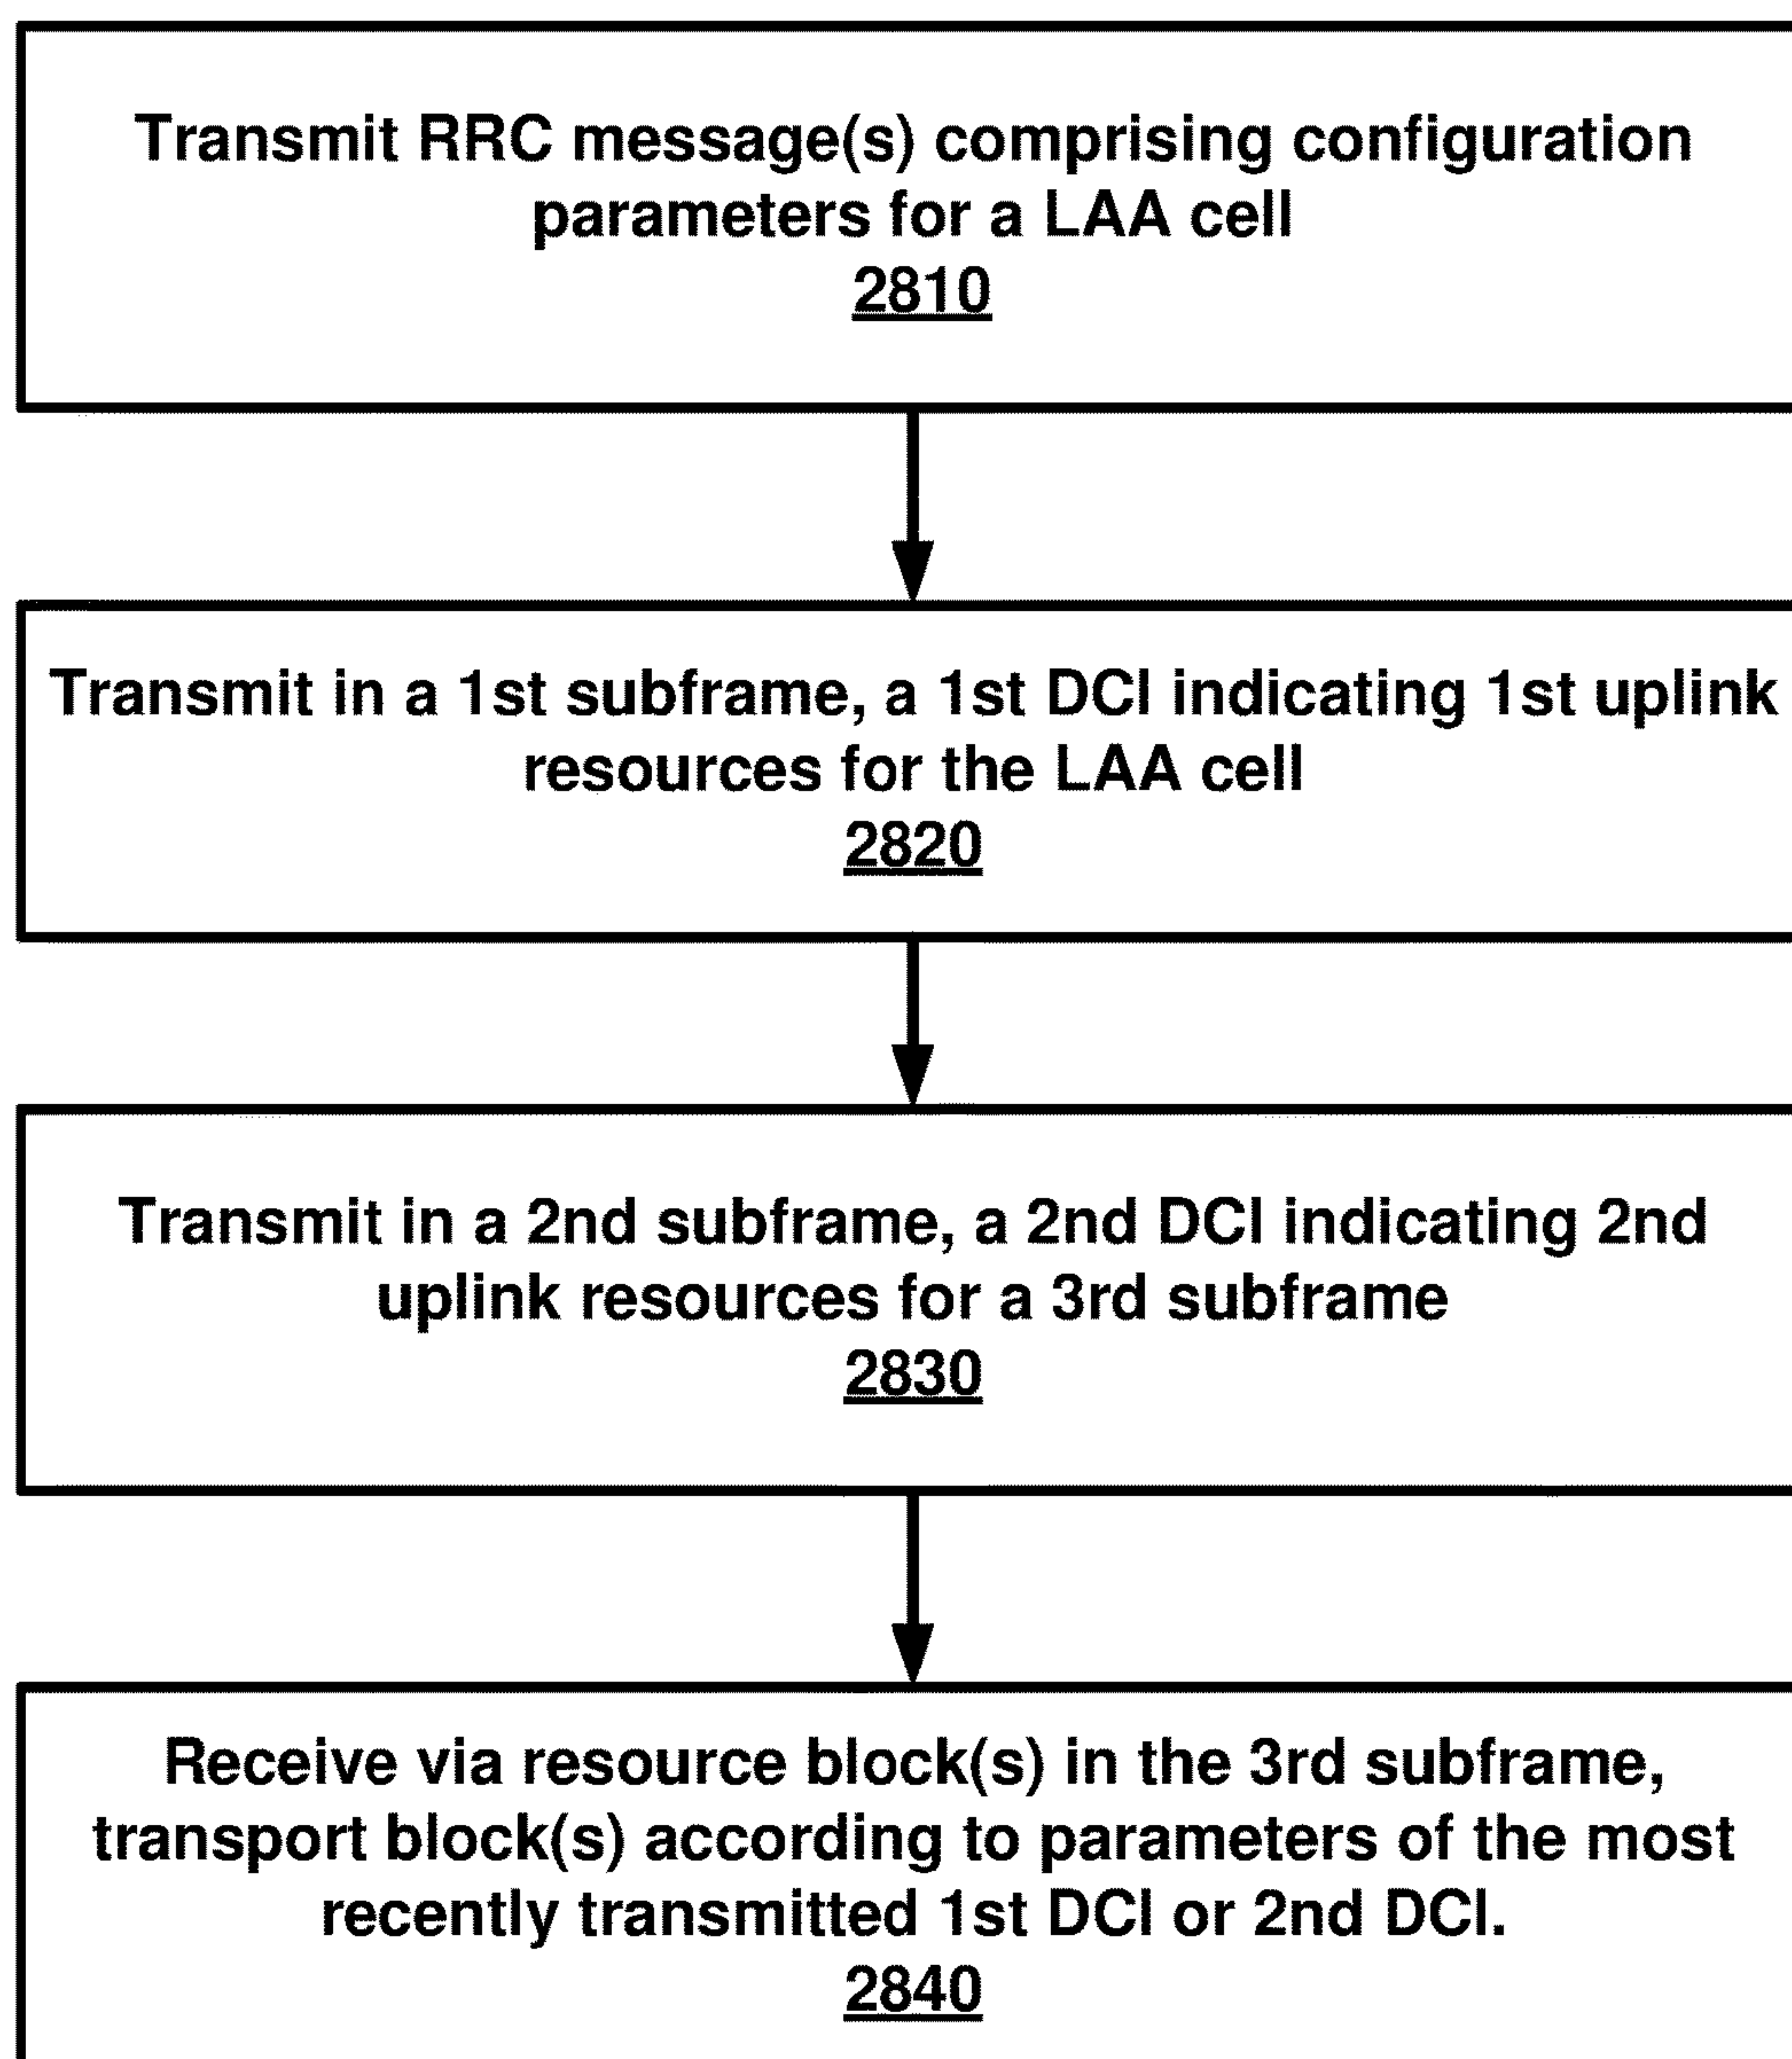 Transmit RRC message(s) comprising configuration
parameters for a LAA cell
2810
Transmit in a 1st subframe, a 1st DCI indicating 1st uplink
resources for the LAA cell
2820
Transmit in a 2nd subframe, a 2nd DCI indicating 2nd
uplink resources for a 3rd subframe
2830
Receive via resource block(s) in the 3rd subframe,
transport block(s) according to parameters of the most
recently transmitted 1st DCI or 2nd DCI.
2840